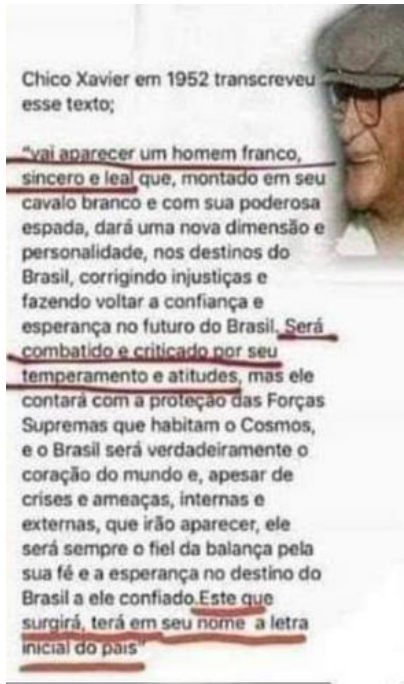 Chico Xavier em 1952 transcreveu
esse texto;
"vai aparecer um homem franco,
sincero e leal que, montado em seu
cavalo branco e com sua poderosa
espada, dará uma nova dimensão e
personalidade, nos destinos do
Brasil, corrigindo injustiças e
fazendo voltar a confiança e
esperança no futuro do Brasil. Será
combatido e criticado por seu
temperamento e atitudes, mas ele
contará com a proteção das Forças
Supremas que habitam o Cosmos,
e o Brasil será verdadeiramente o
coração do mundo e, apesar de
crises e ameaças, internas e
externas, que irão aparecer, ele
será sempre o fiel da balança pela
sua fé e a esperança no destino do
Brasil a ele confiado.Este que
surgirá, terá em seu nome a letra
inicial do pais"